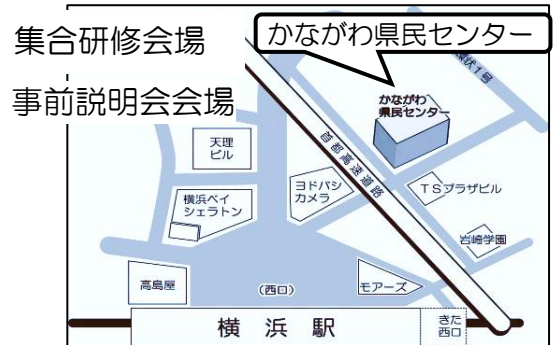 集合研修会場
かながわ県民センター
事前説明会会場
かながわ
県民センター
天理
ビル
首都高速道路
ヨドバシ
カメラ
TSプラザビル
横浜ベイ
シェラトン
岩崎学園
高島屋
(西口)
モアーズ
横浜駅
きた
西口